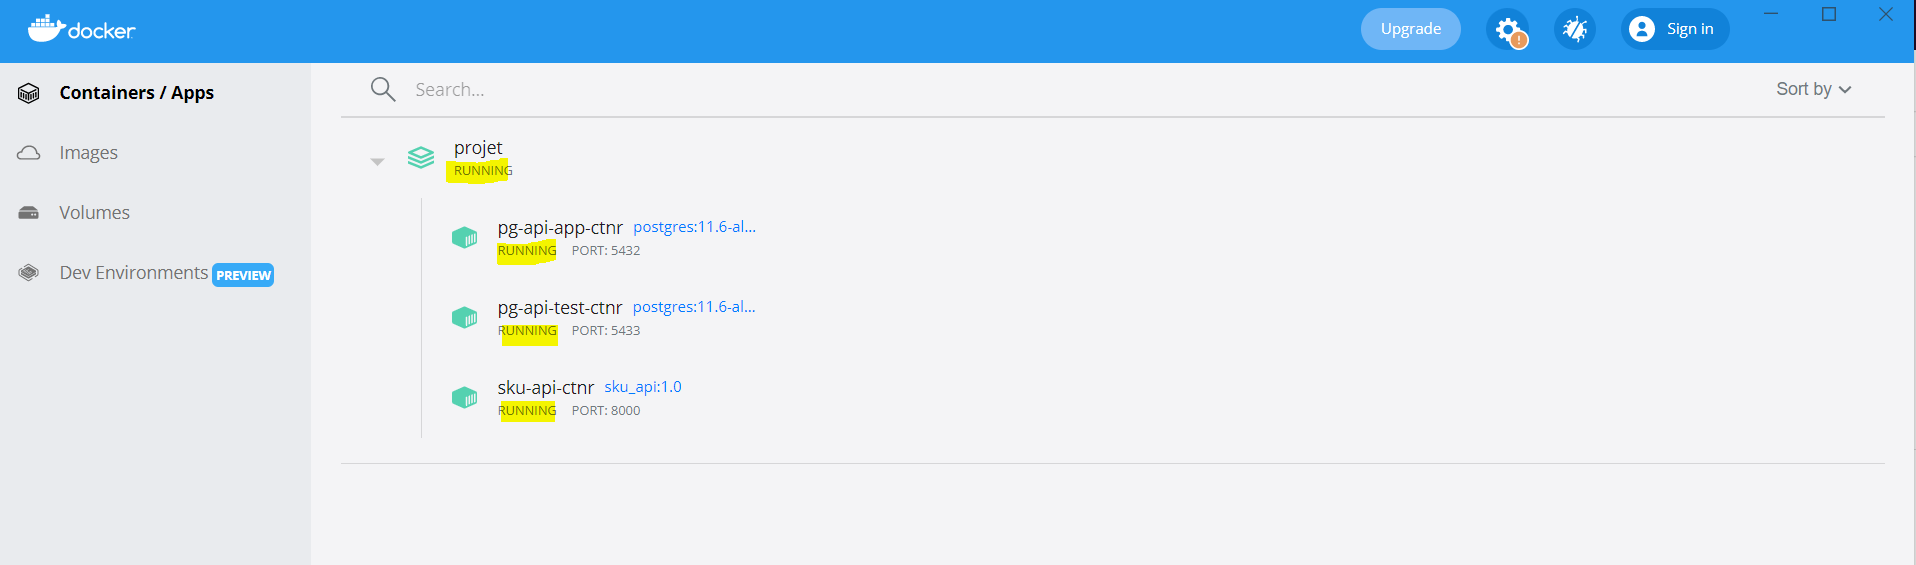 docker
Upgrade
!
Sign in
Containers / Apps
Images
Volumes
Dev Environments PREVIEW
Search...
Sort by
projet
RUNNING
pg-api-app-ctnr postgres:11.6-al...
RUNNING PORT: 5432
pg-api-test-ctnr postgres:11.6-al...
RUNNING PORT: 5433
sku-api-ctnr sku_api:1.0
RUNNING PORT: 8000